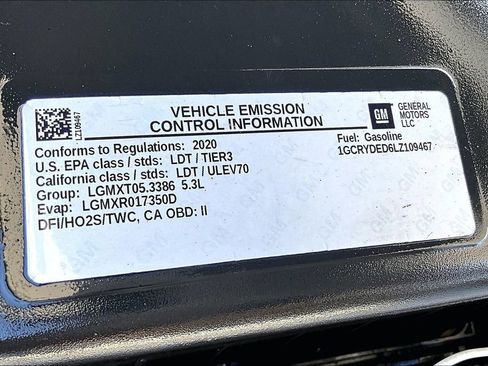 LZ109467
VEHICLE EMISSION
CONTROL INFORMATION
GM
GENERAL
MOTORS
LLC
Conforms to Regulations: 2020
U.S. EPA class / stds: LDT / TIER3
California class / stds: LDT / ULEV70
Group: LGMXT05.3386 5.3L
Evap: LGMXR017350D
DFI/HO2S/TWC, CA OBD: II
Fuel: Gasoline
1GCRYDED6LZ109467